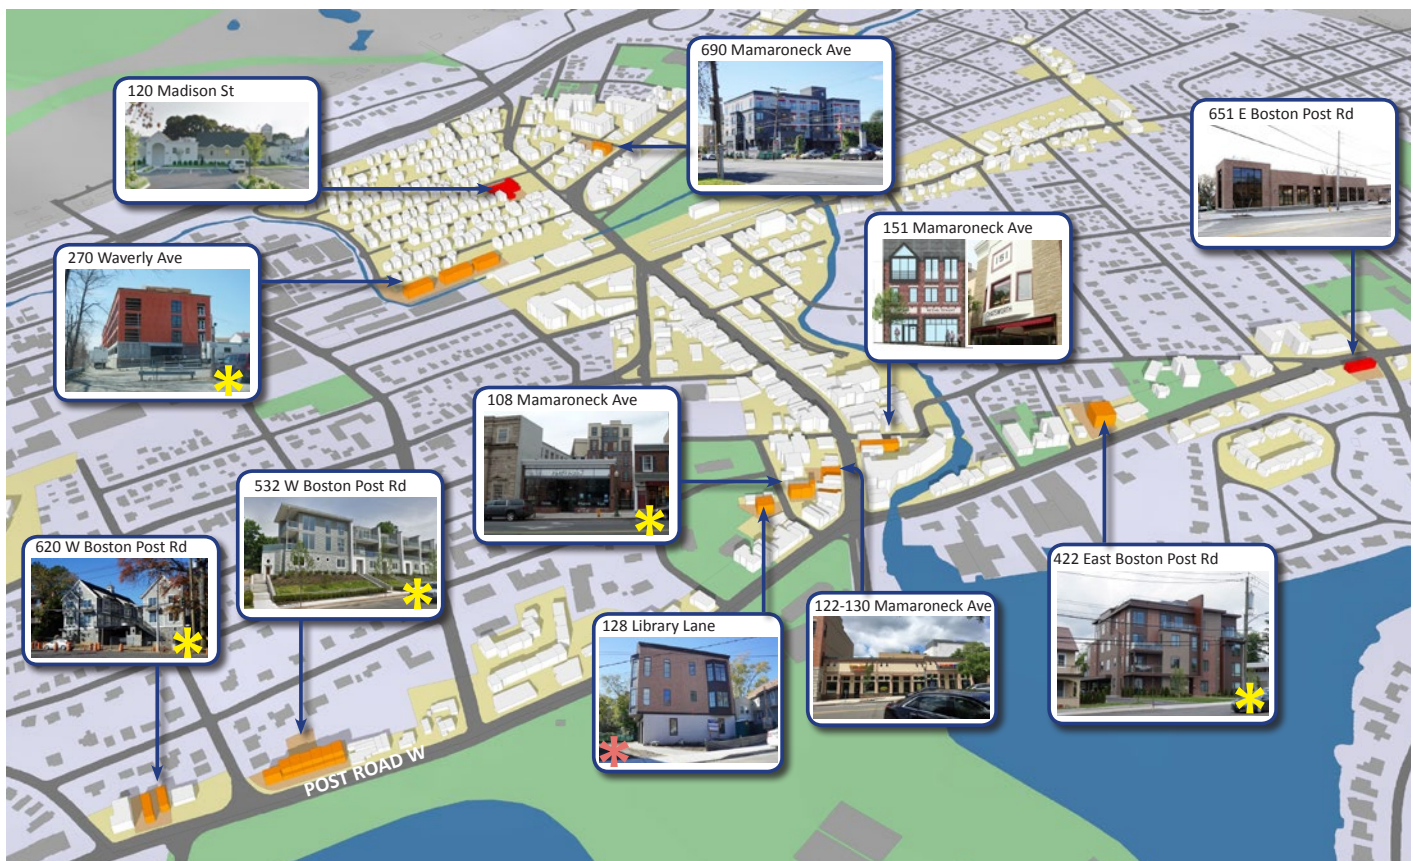 690 Mamaroneck Ave
120 Madison St
651 E Boston Post Rd
151 Mamaroneck Ave
151
CHATSWORTH
270 Waverly Ave
108 Mamaroneck Ave
532 W Boston Post Rd
620 W Boston Post Rd
422 East Boston Post Rd
122-130 Mamaroneck Ave
128 Library Lane
POST ROAD W